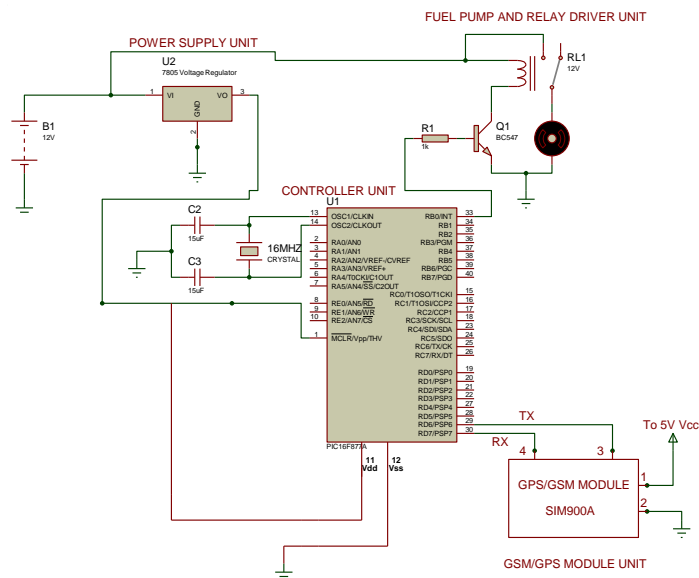 FUEL PUMP AND RELAY DRIVER UNIT
POWER SUPPLY UNIT
U2
7805 Voltage Regulator
1
VI
VO
3
GND
2
B1
12V
RL1
12V
Q1
BC547
R1
1k
CONTROLLER UNIT
U1
C2
15uF
C3
15uF
16MHZ
CRYSTAL
13 OSC1/CLKIN
14 OSC2/CLKOUT
2 RA0/AN0
3 RA1/AN1
4 RA2/AN2/VREF-/CVREF
5 RA3/AN3/VREF+
6 RA4/T0CKI/C1OUT
7 RA5/AN4/SS/C2OUT
8 RE0/AN5/RD
9 RE1/AN6/WR
10 RE2/AN7/CS
1 MCLR/Vpp/THV
RB0/INT 33
RB1 34
RB2 35
RB3/PGM 36
RB4 37
RB5 38
RB6/PGC 39
RB7/PGD 40
RC0/T1OSO/T1CKI 15
RC1/T1OSI/CCP2 16
RC2/CCP1 17
RC3/SCK/SCL 18
RC4/SDI/SDA 23
RC5/SDO 24
RC6/TX/CK 25
RC7/RX/DT 26
RD0/PSP0 19
RD1/PSP1 20
RD2/PSP2 21
RD3/PSP3 22
RD4/PSP4 27
RD5/PSP5 28
RD6/PSP6 29
RD7/PSP7 30
PIC16F877A
11
Vdd
12
Vss
TX
RX
To 5V Vcc
4
3
1
2
GPS/GSM MODULE
SIM900A
GSM/GPS MODULE UNIT